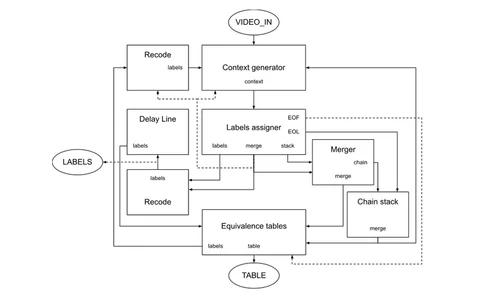 VIDEO_IN
Recode
labels
Context generator
context
Delay Line
labels
Labels assigner
EOF
EOL
labels merge stack
LABELS
labels
Recode
Merger
chain
merge
Chain stack
merge
Equivalence tables
labels table
TABLE